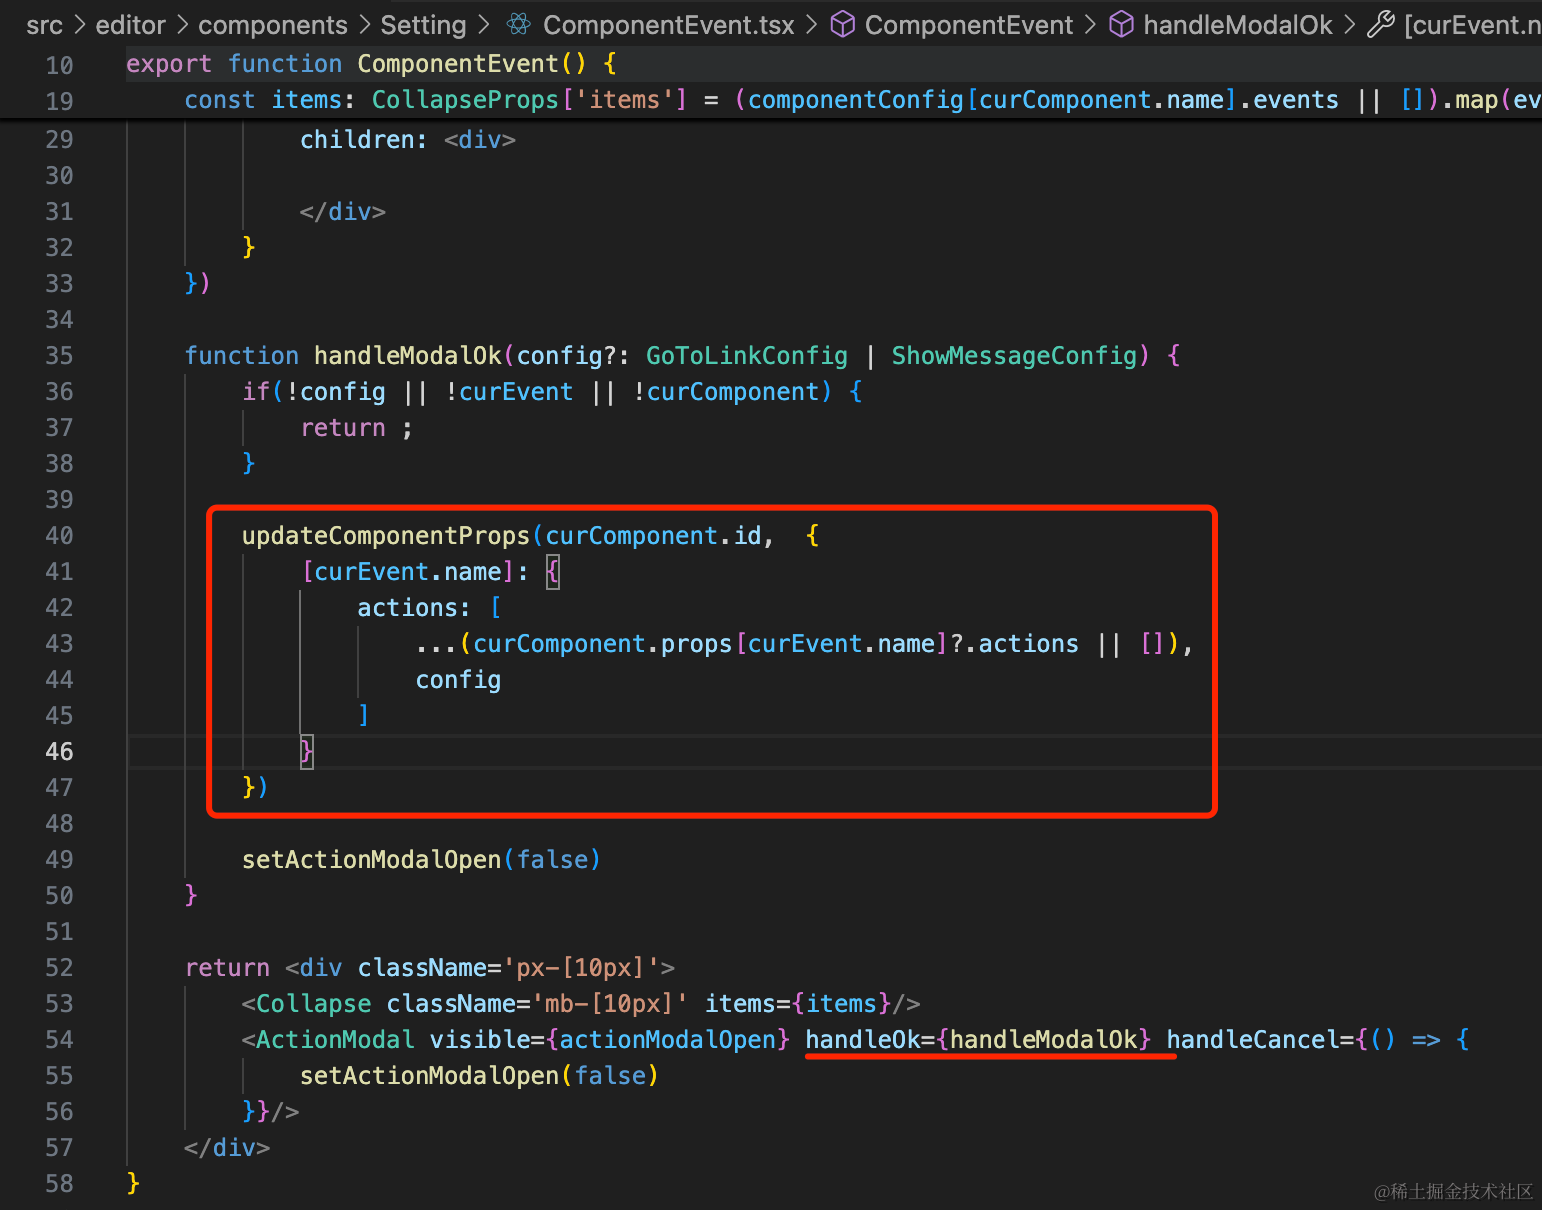 src > editor > components > Setting > ComponentEvent.tsx > ComponentEvent > handleModalOk > [curEvent.n
10 export function ComponentEvent() {
19     const items: CollapseProps['items'] = (componentConfig[curComponent.name].events || []).map(ev
29             children: <div>
30
31             </div>
32         }
33     })
34
35     function handleModalOk(config?: GoToLinkConfig | ShowMessageConfig) {
36         if(!config || !curEvent || !curComponent) {
37             return ;
38         }
39
40         updateComponentProps(curComponent.id,  {
41             [curEvent.name]: {
42                 actions: [
43                     ...(curComponent.props[curEvent.name]?.actions || []),
44                     config
45                 ]
46             }
47         })
48
49         setActionModalOpen(false)
50     }
51
52     return <div className='px-[10px]'>
53         <Collapse className='mb-[10px]' items={items}/>
54         <ActionModal visible={actionModalOpen} handleOk={handleModalOk} handleCancel={() => {
55             setActionModalOpen(false)
56         }}/>
57     </div>
58 }
@稀土掘金技术社区